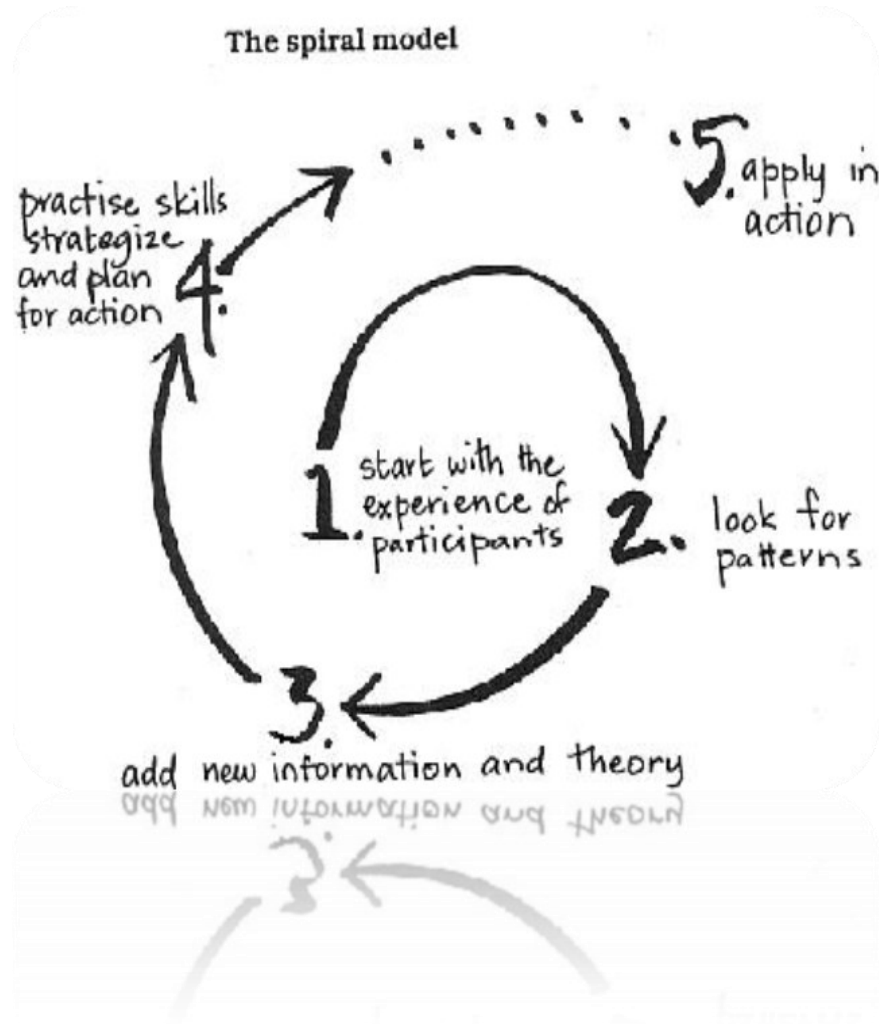 The spiral model
1. start with the
experience of
participants
2. look for
patterns
3.
add new information and theory
practise skills
strategize
and plan
for action 4.
5. apply in
action